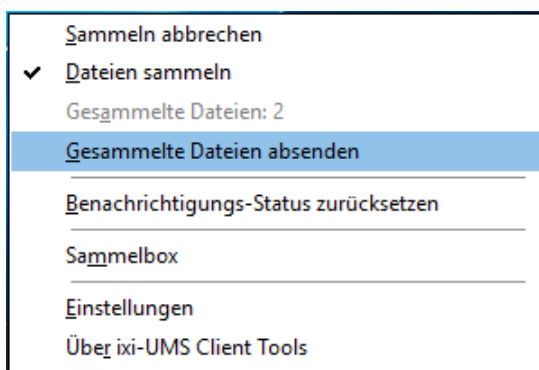 Sammeln abbrechen
Dateien sammeln
Gesammelte Dateien: 2
Gesammelte Dateien absenden
Benachrichtigungs-Status zurücksetzen
Sammelbox
Einstellungen
Über ixi-UMS Client Tools